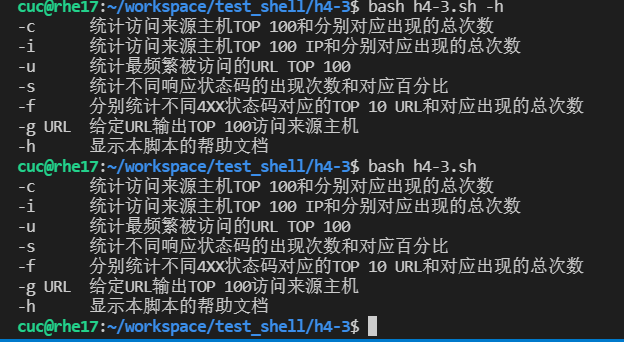 cuc@rhe17:~/workspace/test_shell/h4-3$ bash h4-3.sh -h
-c 统计访问来源主机TOP 100和分别对应出现的总次数
-i 统计访问来源主机TOP 100 IP和分别对应出现的总次数
-u 统计最频繁被访问的URL TOP 100
-s 统计不同响应状态码的出现次数和对应百分比
-f 分别统计不同4XX状态码对应的TOP 10 URL和对应出现的总次数
-g URL 给定URL输出TOP 100访问来源主机
-h 显示本脚本的帮助文档
cuc@rhe17:~/workspace/test_shell/h4-3$ bash h4-3.sh
-c 统计访问来源主机TOP 100和分别对应出现的总次数
-i 统计访问来源主机TOP 100 IP和分别对应出现的总次数
-u 统计最频繁被访问的URL TOP 100
-s 统计不同响应状态码的出现次数和对应百分比
-f 分别统计不同4XX状态码对应的TOP 10 URL和对应出现的总次数
-g URL 给定URL输出TOP 100访问来源主机
-h 显示本脚本的帮助文档
cuc@rhe17:~/workspace/test_shell/h4-3$